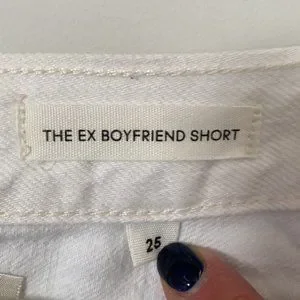 THE EX BOYFRIEND SHORT
25